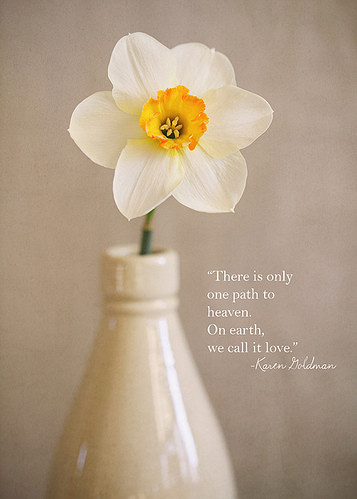 “There is only
one path to
heaven.
On earth,
we call it love.”
-Karen Goldman